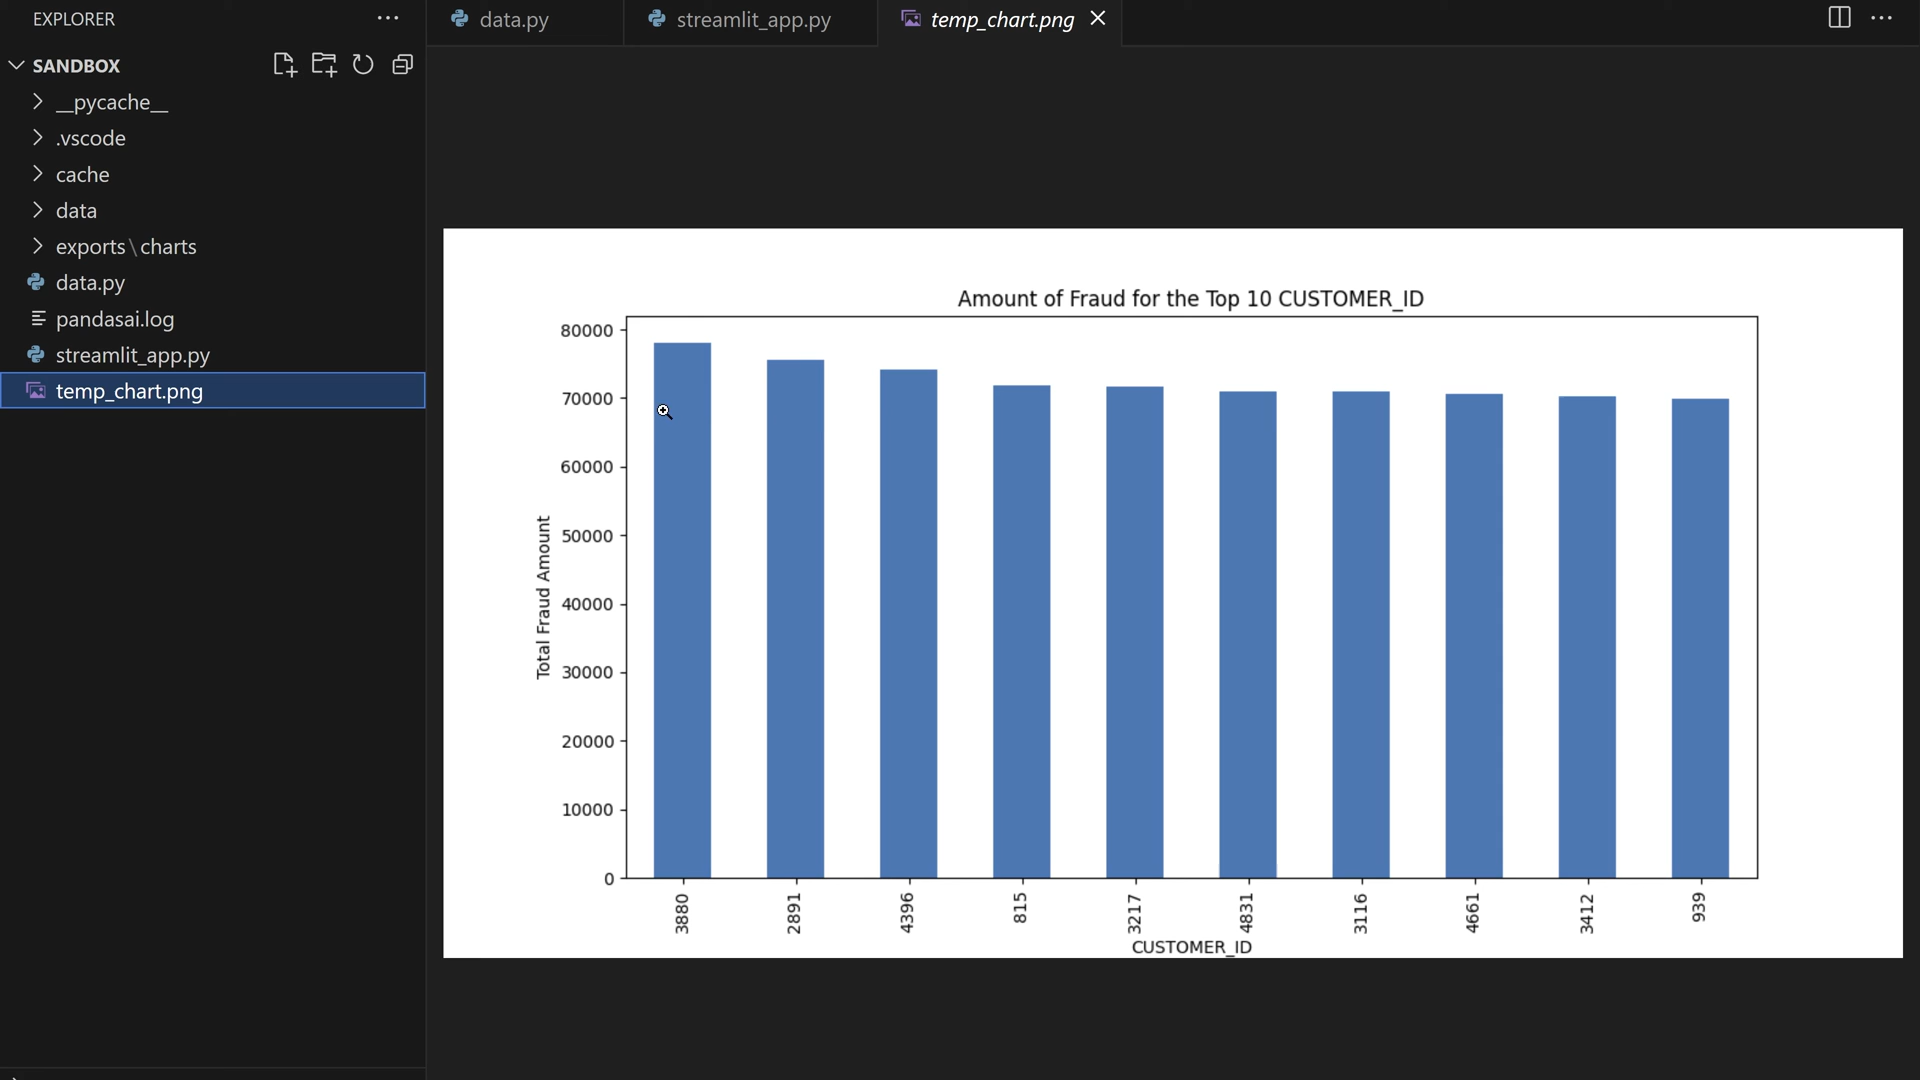 EXPLORER
SANDBOX
__pycache__
.vscode
cache
data
exports\charts
data.py
pandasai.log
streamlit_app.py
temp_chart.png
data.py
streamlit_app.py
temp_chart.png
Amount of Fraud for the Top 10 CUSTOMER_ID
Total Fraud Amount
80000
70000
60000
50000
40000
30000
20000
10000
0
3880
2891
4396
815
3217
4831
3116
4661
3412
939
CUSTOMER_ID